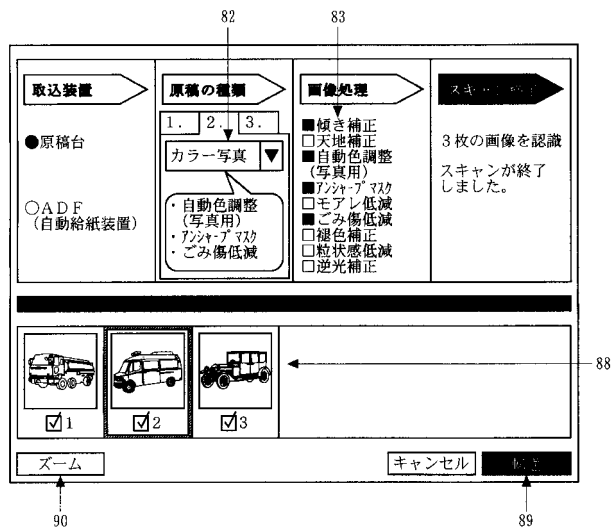 82
83
取込装置
原稿の種類
画像処理
●原稿台
○ADF
(自動給紙装置)
1. 2. 3.
カラー写真 ▼
・自動色調整
(写真用)
・アンシャープマスク
・ごみ傷低減
■傾き補正
□天地補正
■自動色調整
(写真用)
■アンシャープマスク
□モアレ低減
■ごみ傷低減
□褪色補正
□粒状感低減
□逆光補正
3枚の画像を認識
スキャンが終了
しました。
88
☑1
☑2
☑3
ズーム
キャンセル
90
89